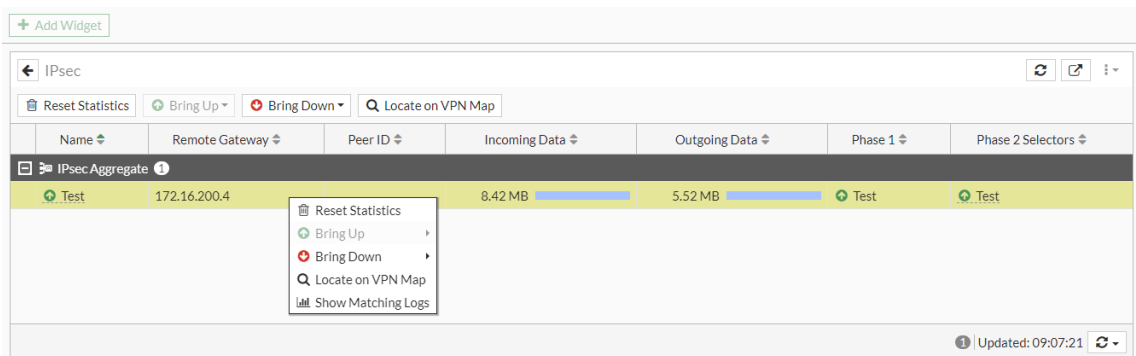 Add Widget
IPsec
Reset Statistics Bring Up Bring Down Locate on VPN Map
Name Remote Gateway Peer ID Incoming Data Outgoing Data Phase 1 Phase 2 Selectors
IPsec Aggregate 1
Test 172.16.200.4 8.42 MB 5.52 MB Test Test
Reset Statistics
Bring Up
Bring Down
Locate on VPN Map
Show Matching Logs
1 Updated: 09:07:21